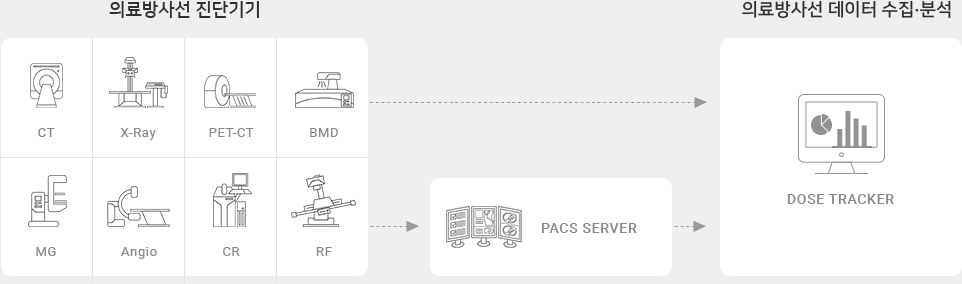 의료방사선 진단기기
의료방사선 데이터 수집·분석
CT
X-Ray
PET-CT
BMD
MG
Angio
CR
RF
PACS SERVER
DOSE TRACKER